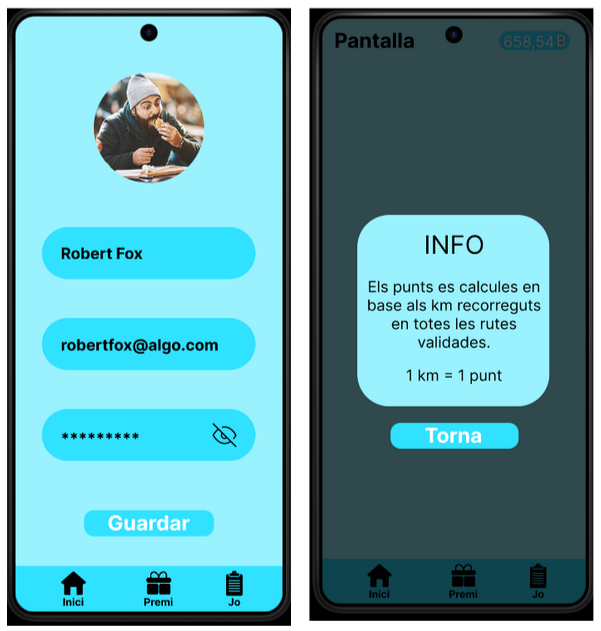 Robert Fox
robertfox@algo.com
*********
Guardar
Inici
Premi
Jo
Pantalla
658,54B
INFO
Els punts es calcules en
base als km recorreguts
en totes les rutes
validades.
1 km = 1 punt
Torna
Inici
Premi
Jo